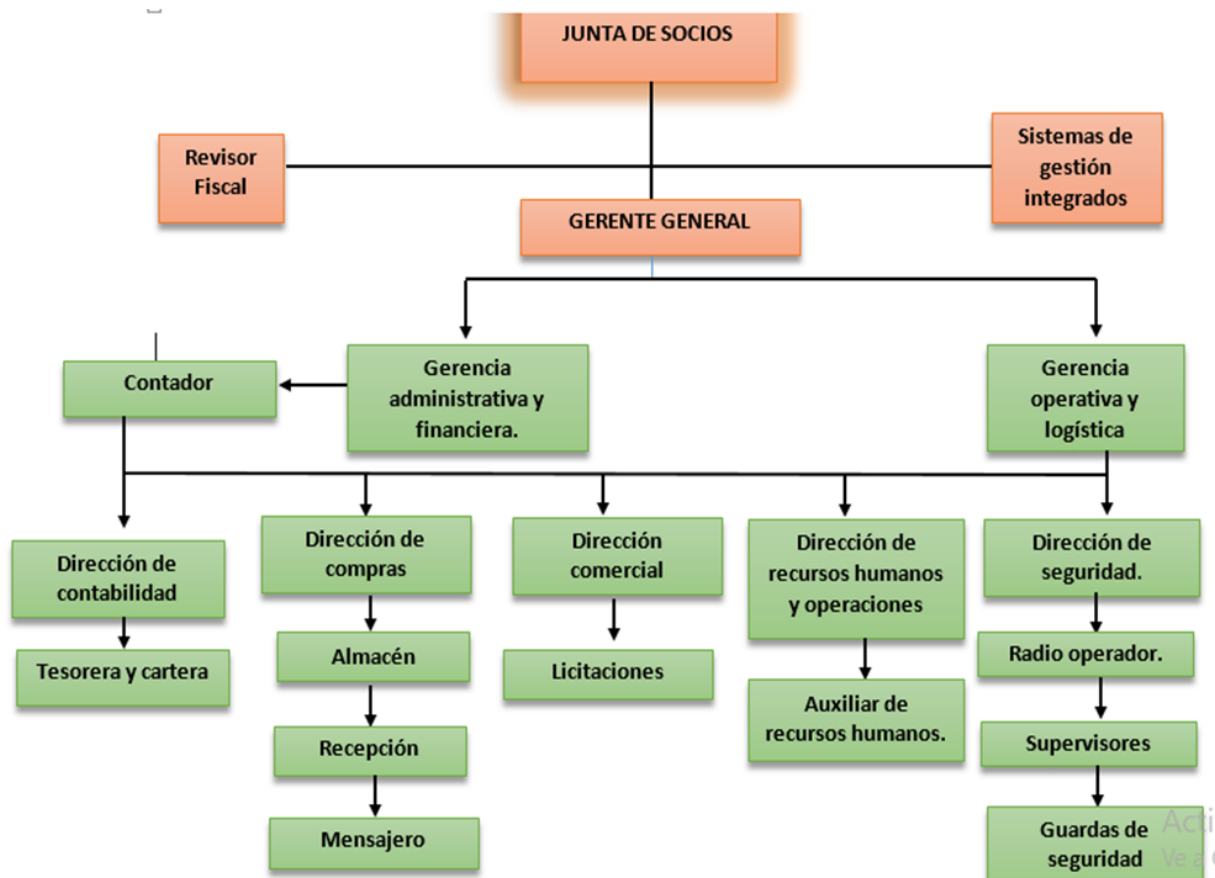 JUNTA DE SOCIOS
Revisor
Fiscal
Sistemas de
gestión
integrados
GERENTE GENERAL
Contador
Gerencia
administrativa y
financiera.
Gerencia
operativa y
logística
Dirección de
contabilidad
Dirección de
compras
Dirección
comercial
Dirección de
recursos humanos
y operaciones
Dirección de
seguridad.
Tesorera y cartera
Almacén
Licitaciones
Radio operador.
Auxiliar de
recursos humanos.
Recepción
Supervisores
Mensajero
Guardas de
seguridad
Acti
Ve a